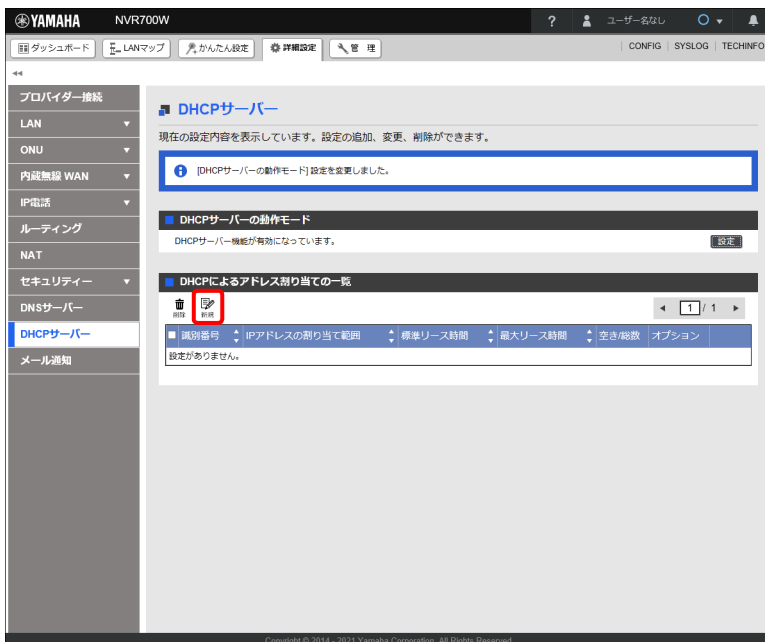 YAMAHA NVR700W ? ユーザー名なし
ダッシュボード LANマップ かんたん設定 詳細設定 管 理 CONFIG SYSLOG TECHINFO
プロバイダー接続
LAN
ONU
内蔵無線 WAN
IP電話
ルーティング
NAT
セキュリティー
DNSサーバー
DHCPサーバー
メール通知
DHCPサーバー
現在の設定内容を表示しています。設定の追加、変更、削除ができます。
[DHCPサーバーの動作モード] 設定を変更しました。
DHCPサーバーの動作モード
DHCPサーバー機能が有効になっています。 設定
DHCPによるアドレス割り当ての一覧
削除 新規 1 / 1
識別番号 IPアドレスの割り当て範囲 標準リース時間 最大リース時間 空き/総数 オプション
設定がありません。
Copyright © 2014 - 2021 Yamaha Corporation. All Rights Reserved.